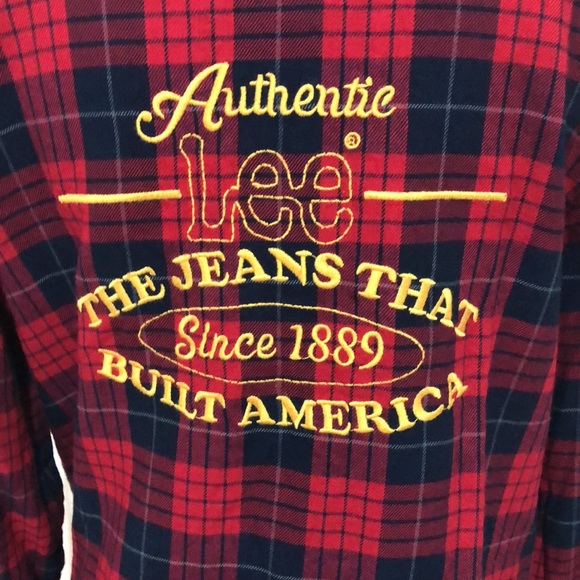 Authentic
Lee®
THE JEANS THAT
Since 1889
BUILT AMERICA